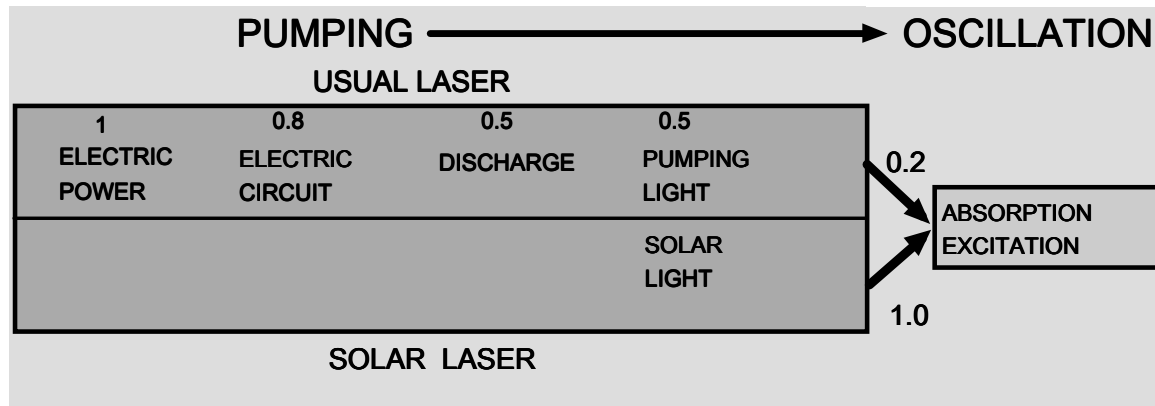 PUMPING OSCILLATION
USUAL LASER
1 0.8 0.5 0.5
ELECTRIC ELECTRIC DISCHARGE PUMPING
POWER CIRCUIT LIGHT
0.2
ABSORPTION
EXCITATION
SOLAR
LIGHT
1.0
SOLAR LASER